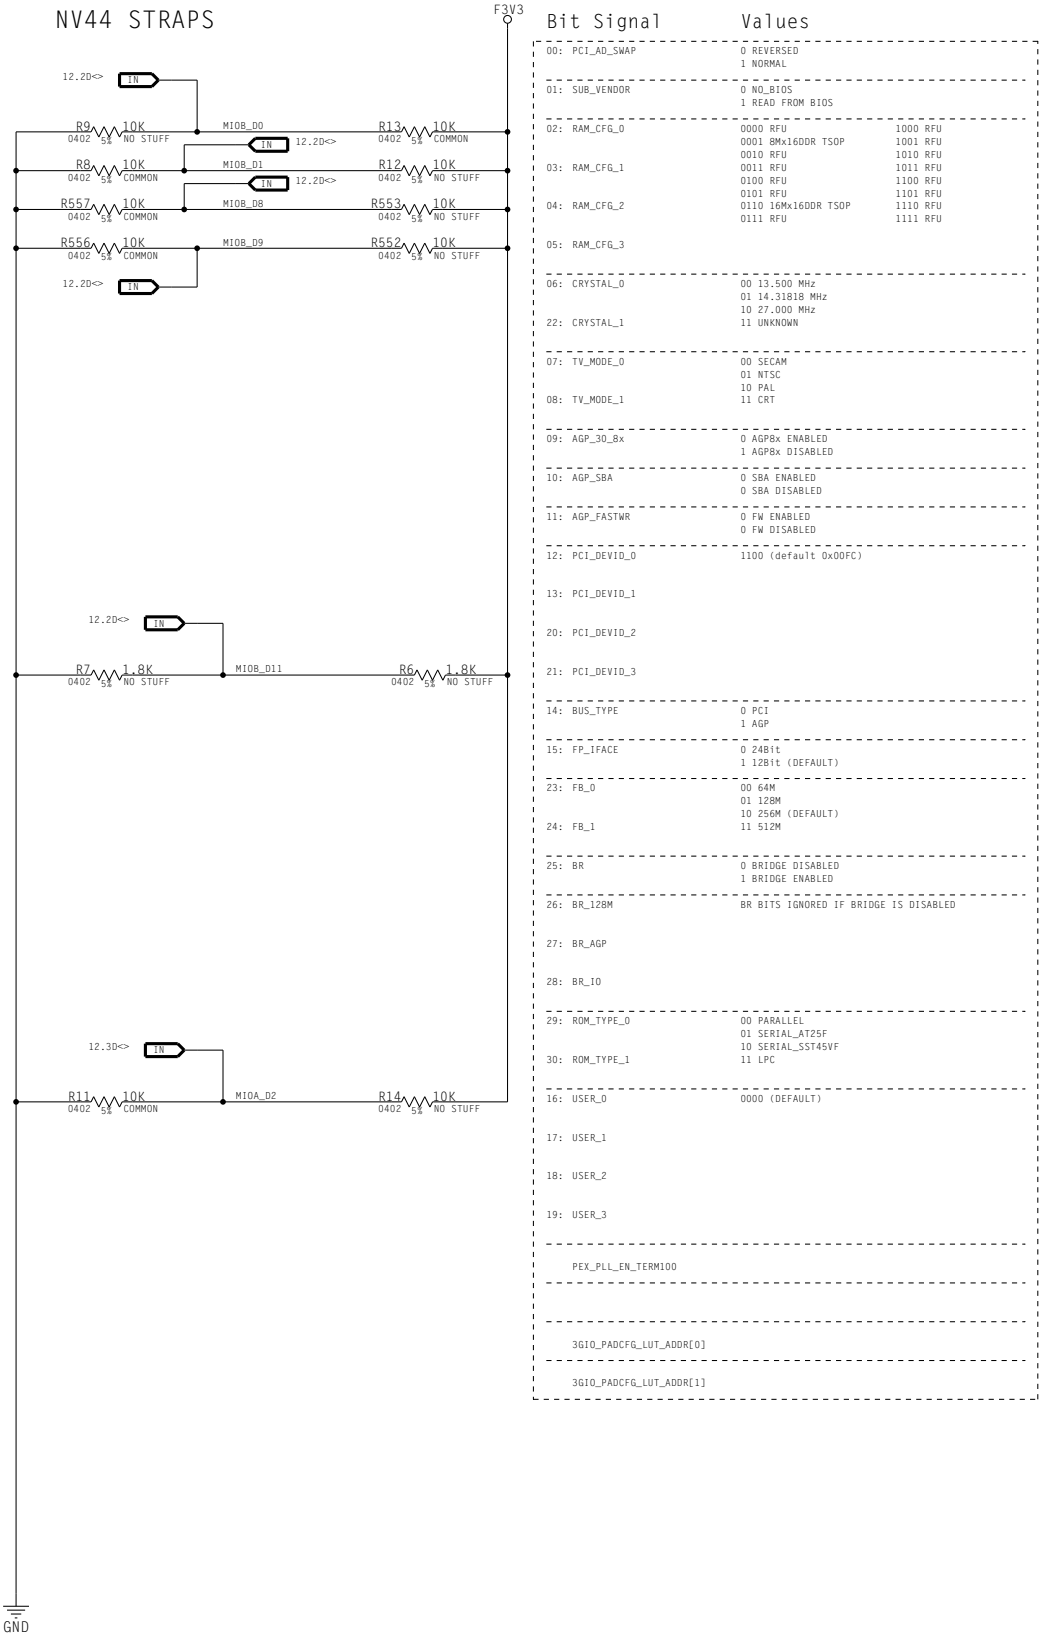 NV44 STRAPS
F3V3
12.2D<>
IN
R9
10K
0402
5%
NO STUFF
MIOB_D0
R13
10K
0402
5%
COMMON
IN
12.2D<>
R8
10K
0402
5%
COMMON
MIOB_D1
R12
10K
0402
5%
NO STUFF
IN
12.2D<>
R557
10K
0402
5%
COMMON
MIOB_D8
R553
10K
0402
5%
NO STUFF
R556
10K
0402
5%
COMMON
MIOB_D9
R552
10K
0402
5%
NO STUFF
12.2D<>
IN
12.2D<>
IN
R7
1.8K
0402
5%
NO STUFF
MIOB_D11
R6
1.8K
0402
5%
NO STUFF
12.3D<>
IN
R11
10K
0402
5%
COMMON
MIOA_D2
R14
10K
0402
5%
NO STUFF
GND
Bit Signal Values
00: PCI_AD_SWAP 0 REVERSED
1 NORMAL
01: SUB_VENDOR 0 NO_BIOS
1 READ FROM BIOS
02: RAM_CFG_0 0000 RFU 1000 RFU
0001 8Mx16DDR TSOP 1001 RFU
0010 RFU 1010 RFU
03: RAM_CFG_1 0011 RFU 1011 RFU
0100 RFU 1100 RFU
0101 RFU 1101 RFU
04: RAM_CFG_2 0110 16Mx16DDR TSOP 1110 RFU
0111 RFU 1111 RFU
05: RAM_CFG_3
06: CRYSTAL_0 00 13.500 MHz
01 14.31818 MHz
10 27.000 MHz
22: CRYSTAL_1 11 UNKNOWN
07: TV_MODE_0 00 SECAM
01 NTSC
10 PAL
08: TV_MODE_1 11 CRT
09: AGP_30_8x 0 AGP8x ENABLED
1 AGP8x DISABLED
10: AGP_SBA 0 SBA ENABLED
0 SBA DISABLED
11: AGP_FASTWR 0 FW ENABLED
0 FW DISABLED
12: PCI_DEVID_0 1100 (default 0x00FC)
13: PCI_DEVID_1
20: PCI_DEVID_2
21: PCI_DEVID_3
14: BUS_TYPE 0 PCI
1 AGP
15: FP_IFACE 0 24Bit
1 12Bit (DEFAULT)
23: FB_0 00 64M
01 128M
10 256M (DEFAULT)
24: FB_1 11 512M
25: BR 0 BRIDGE DISABLED
1 BRIDGE ENABLED
26: BR_128M BR BITS IGNORED IF BRIDGE IS DISABLED
27: BR_AGP
28: BR_IO
29: ROM_TYPE_0 00 PARALLEL
01 SERIAL_AT25F
10 SERIAL_SST45VF
30: ROM_TYPE_1 11 LPC
16: USER_0 0000 (DEFAULT)
17: USER_1
18: USER_2
19: USER_3
PEX_PLL_EN_TERM100
3GIO_PADCFG_LUT_ADDR[0]
3GIO_PADCFG_LUT_ADDR[1]